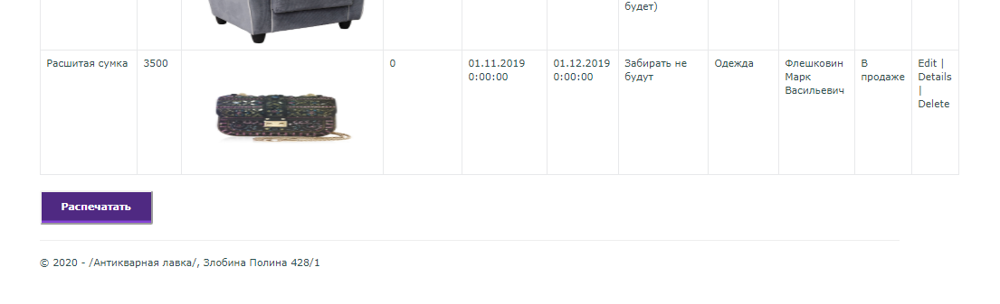 будет)
Расшитая сумка 3500 0 01.11.2019 01.12.2019 Забирать не Одежда Флешковин В Edit |
0:00:00 0:00:00 будут Марк продаже Details
Васильевич |
Delete
Распечатать
© 2020 - /Антикварная лавка/, Злобина Полина 428/1